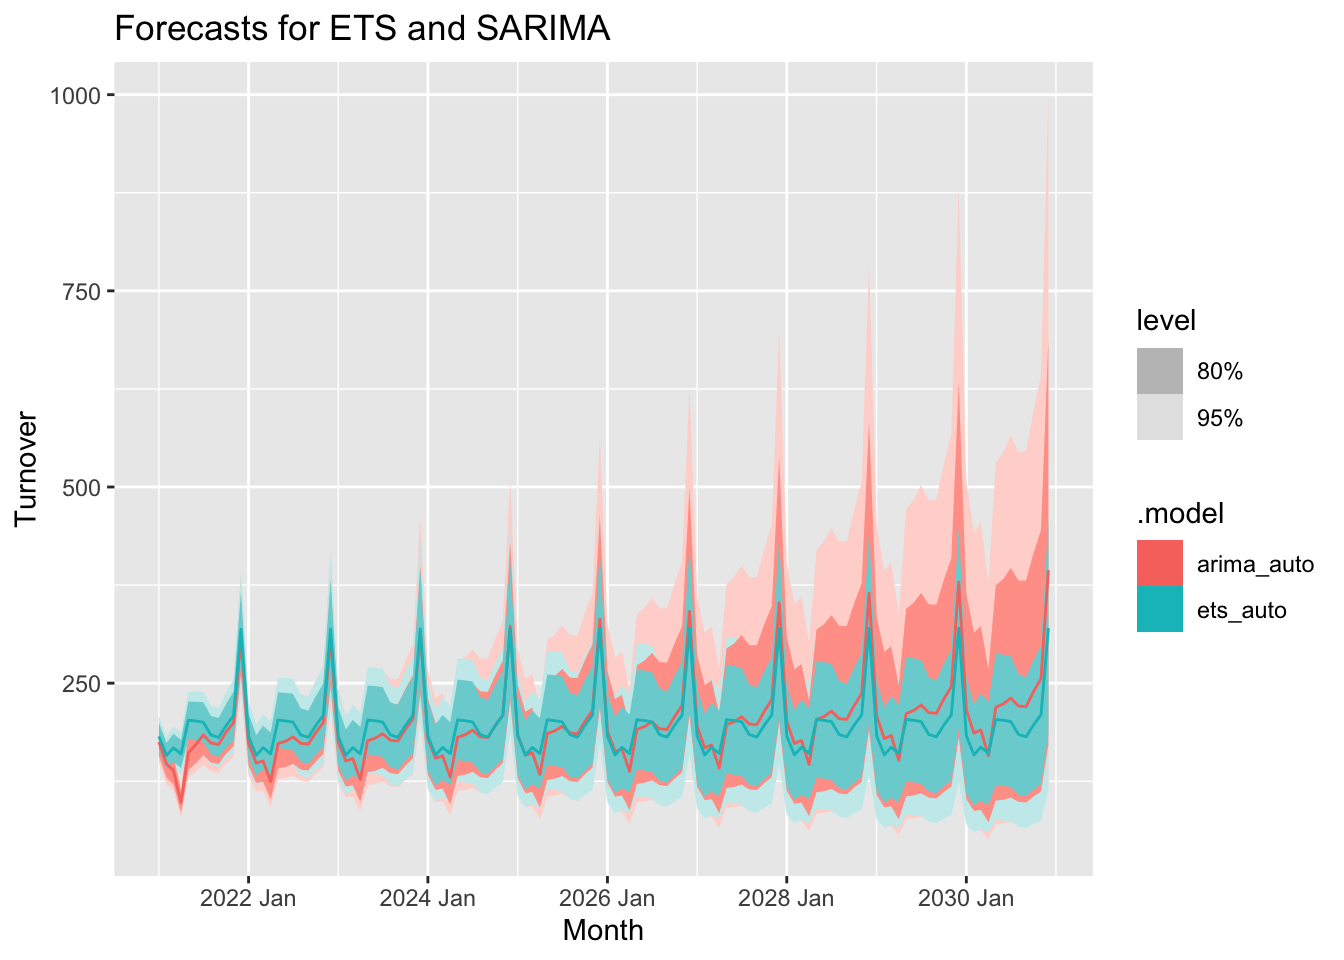 Forecasts for ETS and SARIMA
1000
750
500
250
Turnover
2022 Jan
2024 Jan
2026 Jan
2028 Jan
2030 Jan
Month
level
80%
95%
.model
arima_auto
ets_auto